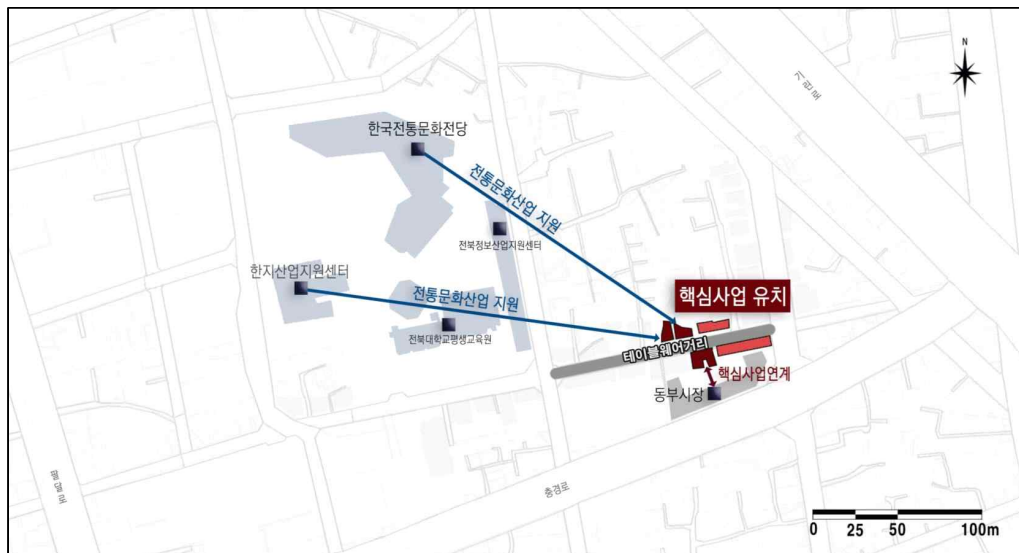 N
기린로
한국전통문화전당
전통문화산업 지원
전북정보산업지원센터
한지산업지원센터
전통문화산업 지원
핵심사업 유치
전북대학교평생교육원
테이블웨어거리
핵심사업연계
동부시장
충경로
0 25 50 100m